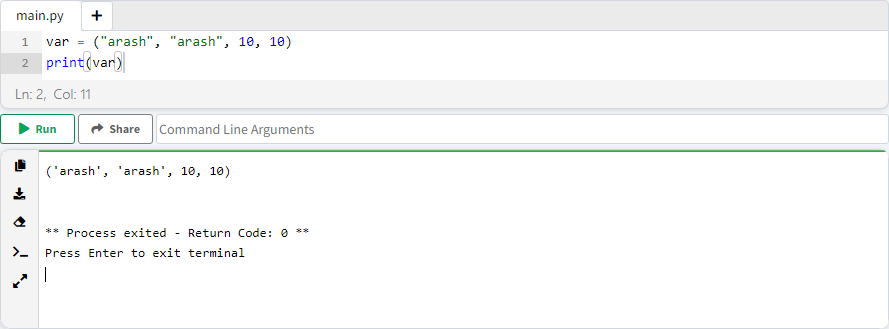 main.py +
1 var = ("arash", "arash", 10, 10)
2 print(var)
Ln: 2, Col: 11
Run Share Command Line Arguments
('arash', 'arash', 10, 10)
** Process exited - Return Code: 0 **
Press Enter to exit terminal